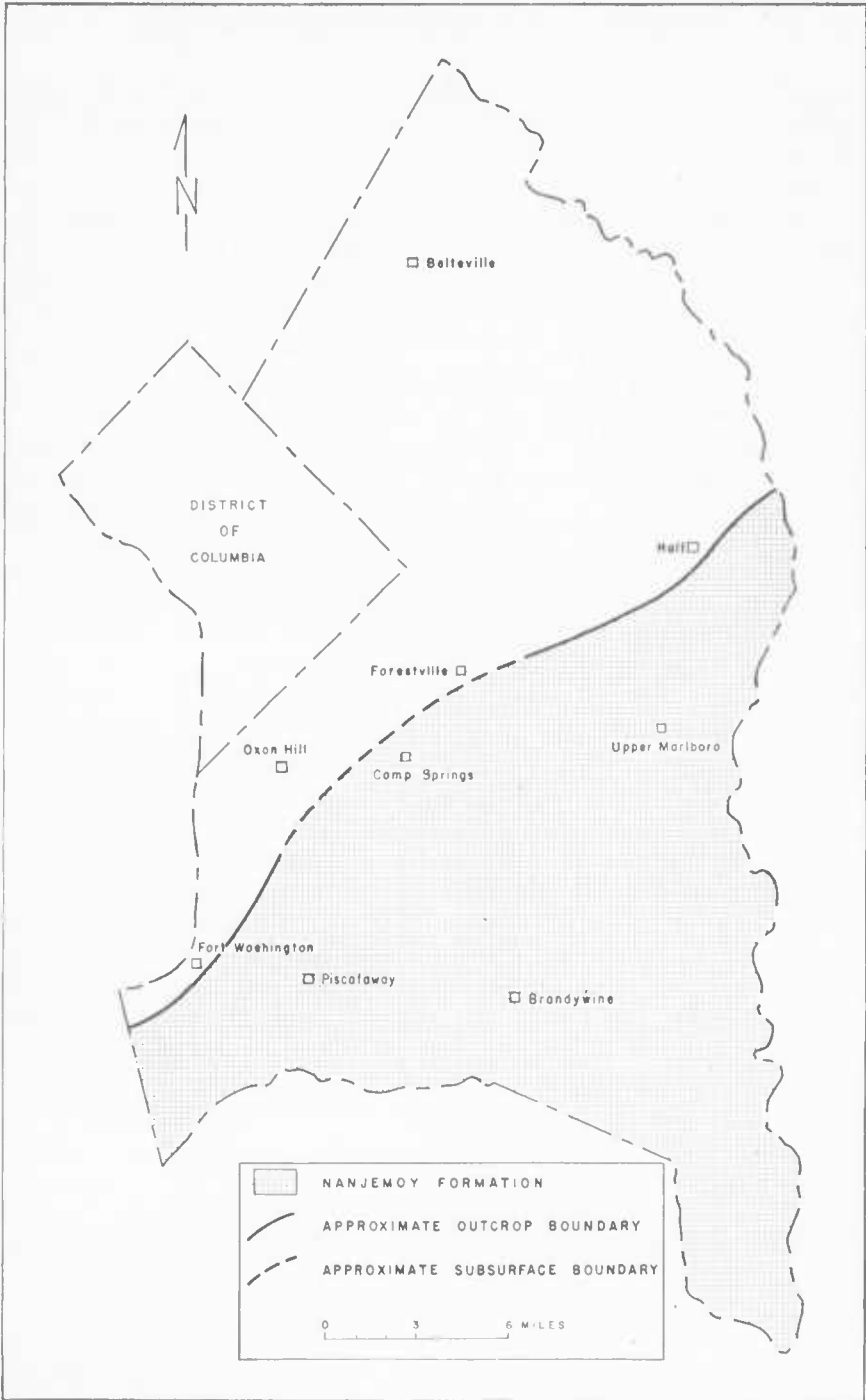 N
Beltsville
DISTRICT
OF
COLUMBIA
Hall
Forestville
Oxon Hill
Camp Springs
Upper Marlboro
Fort Washington
Piscataway
Brandywine
NANJEMOY FORMATION
APPROXIMATE OUTCROP BOUNDARY
APPROXIMATE SUBSURFACE BOUNDARY
0 3 6 MILES